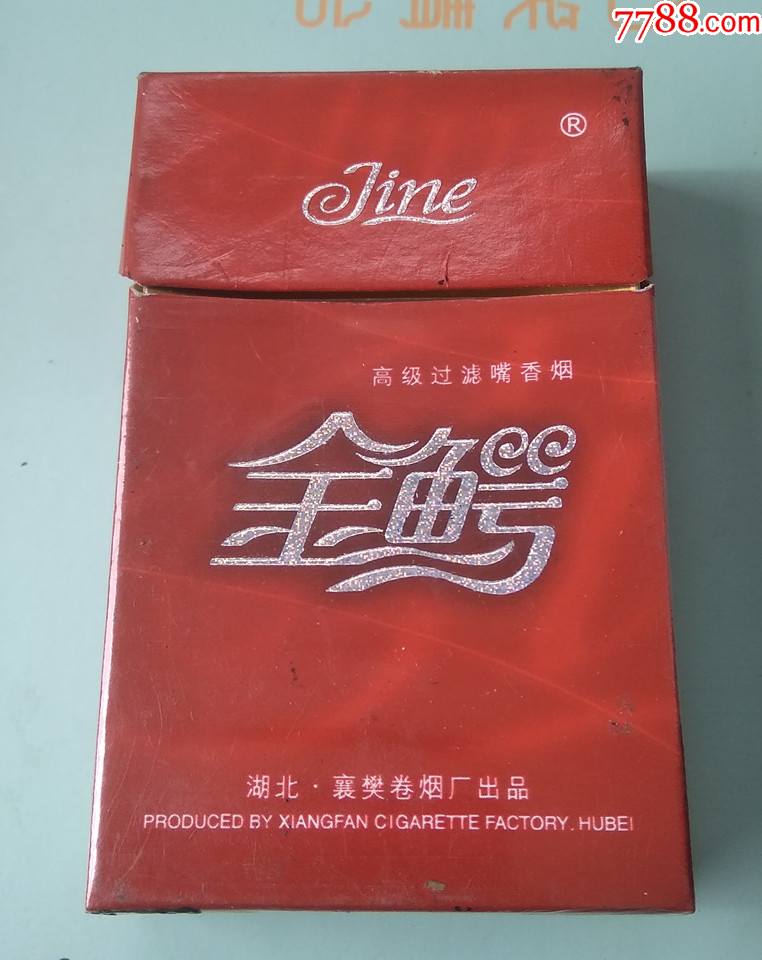 7788.com
®
Jine
高级过滤嘴香烟
金鳄
湖北·襄樊卷烟厂出品
PRODUCED BY XIANGFAN CIGARETTE FACTORY. HUBEI